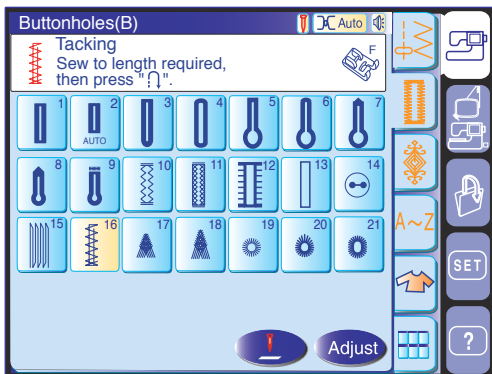 Buttonholes(B)
Auto
Tacking
F
Sew to length required,
then press " ".
1 2 3 4 5 6 7
AUTO
8 9 10 11 12 13 14
15 16 17 18 19 20 21
A~Z
SET
?
Adjust